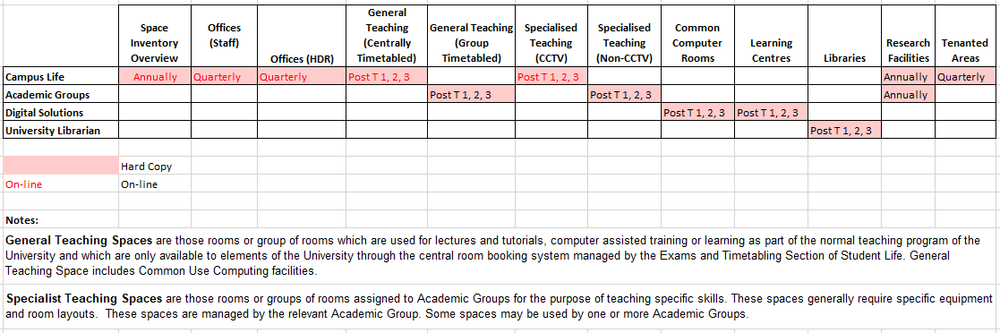 Space Inventory Overview | Offices (Staff) | Offices (HDR) | General Teaching (Centrally Timetabled) | General Teaching (Group Timetabled) | Specialised Teaching (CCTV) | Specialised Teaching (Non-CCTV) | Common Computer Rooms | Learning Centres | Libraries | Research Facilities | Tenanted Areas
Campus Life | Annually | Quarterly | Quarterly | Post T 1, 2, 3 | Post T 1, 2, 3 | Annually | Quarterly
Academic Groups | Post T 1, 2, 3 | Post T 1, 2, 3 | Annually
Digital Solutions | Post T 1, 2, 3 | Post T 1, 2, 3
University Librarian | Post T 1, 2, 3
Hard Copy
On-line | On-line
Notes:
General Teaching Spaces are those rooms or group of rooms which are used for lectures and tutorials, computer assisted training or learning as part of the normal teaching program of the
University and which are only available to elements of the University through the central room booking system managed by the Exams and Timetabling Section of Student Life. General
Teaching Space includes Common Use Computing facilities.
Specialist Teaching Spaces are those rooms or groups of rooms assigned to Academic Groups for the purpose of teaching specific skills. These spaces generally require specific equipment
and room layouts. These spaces are managed by the relevant Academic Group. Some spaces may be used by one or more Academic Groups.